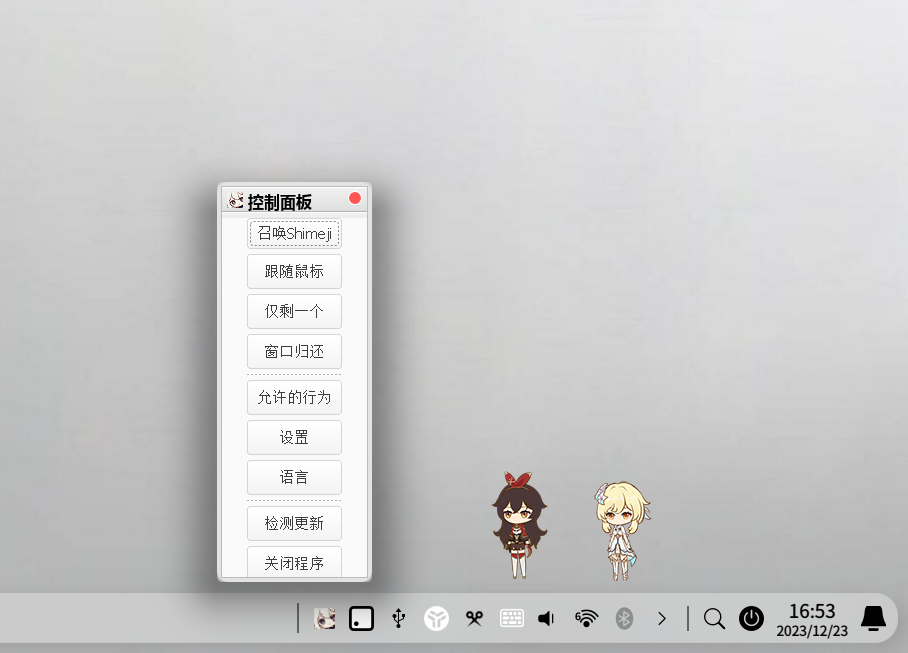 控制面板
召唤Shimeji
跟随鼠标
仅剩一个
窗口归还
允许的行为
设置
语言
检测更新
关闭程序
16:53
2023/12/23